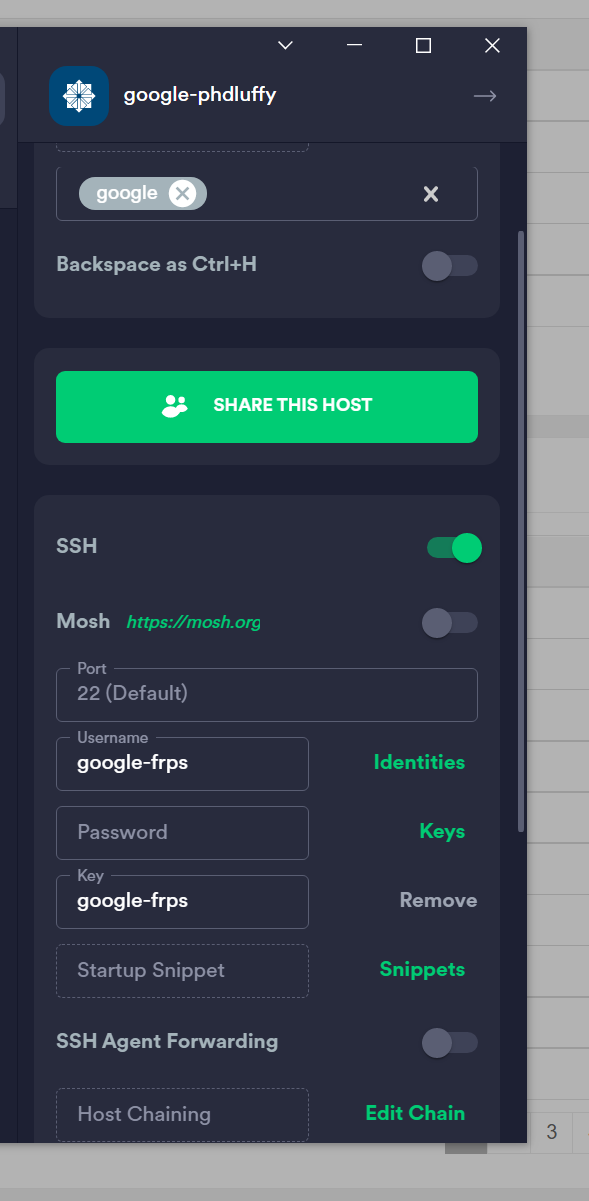 google-phdluffy
google
Backspace as Ctrl+H
SHARE THIS HOST
SSH
Mosh https://mosh.org
Port
22 (Default)
Username
google-frps
Identities
Password
Keys
Key
google-frps
Remove
Startup Snippet
Snippets
SSH Agent Forwarding
Host Chaining
Edit Chain
3